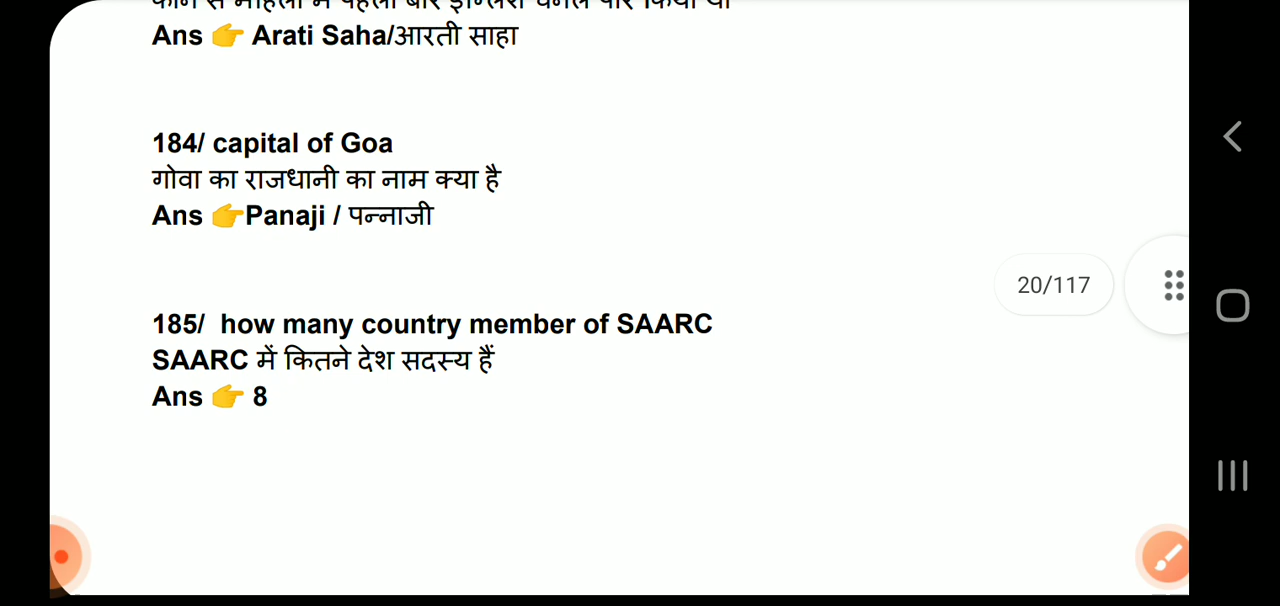 Ans 👉 Arati Saha/आरती साहा
184/ capital of Goa
गोवा का राजधानी का नाम क्या है
Ans 👉Panaji / पन्नाजी
20/117
185/ how many country member of SAARC
SAARC में कितने देश सदस्य हैं
Ans 👉 8